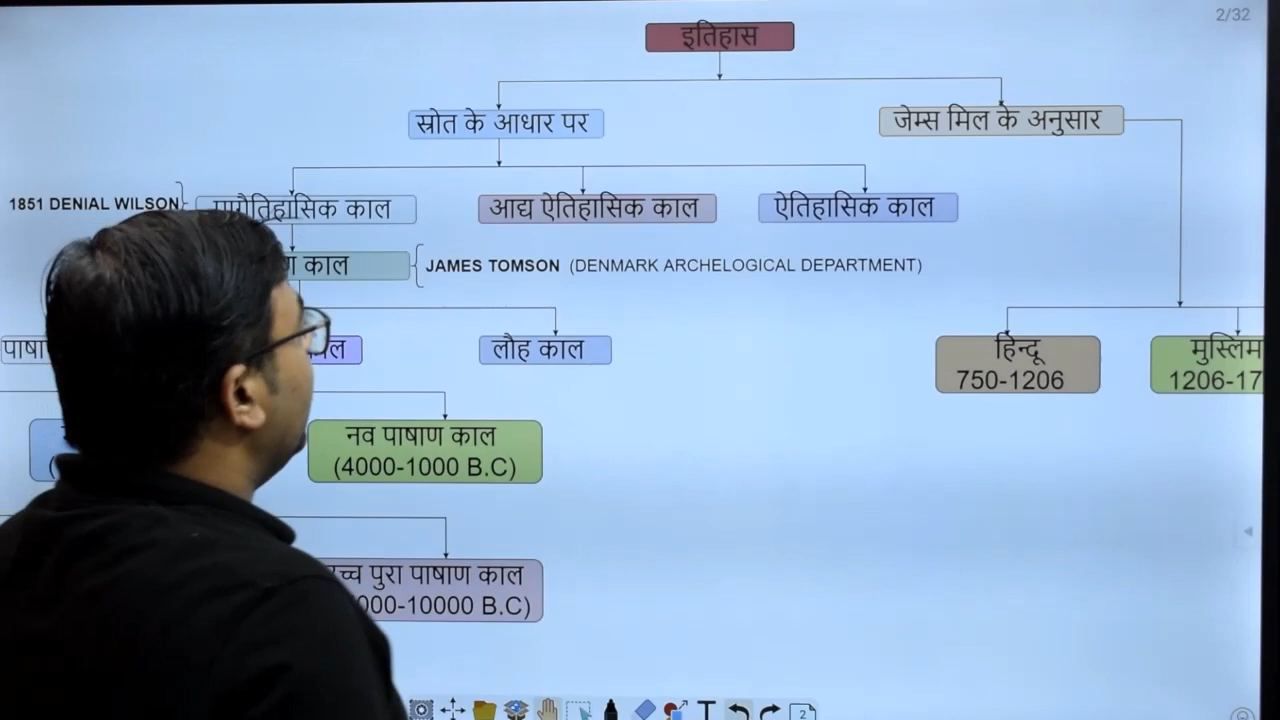 2/32
इतिहास
स्रोत के आधार पर
जेम्स मिल के अनुसार
1851 DENIAL WILSON
प्रागैतिहासिक काल
आद्य ऐतिहासिक काल
ऐतिहासिक काल
काल
JAMES TOMSON (DENMARK ARCHELOGICAL DEPARTMENT)
लौह काल
हिन्दू
750-1206
मुस्लिम
1206-17
नव पाषाण काल
(4000-1000 B.C)
पुरा पाषाण काल
000-10000 B.C)
T
2